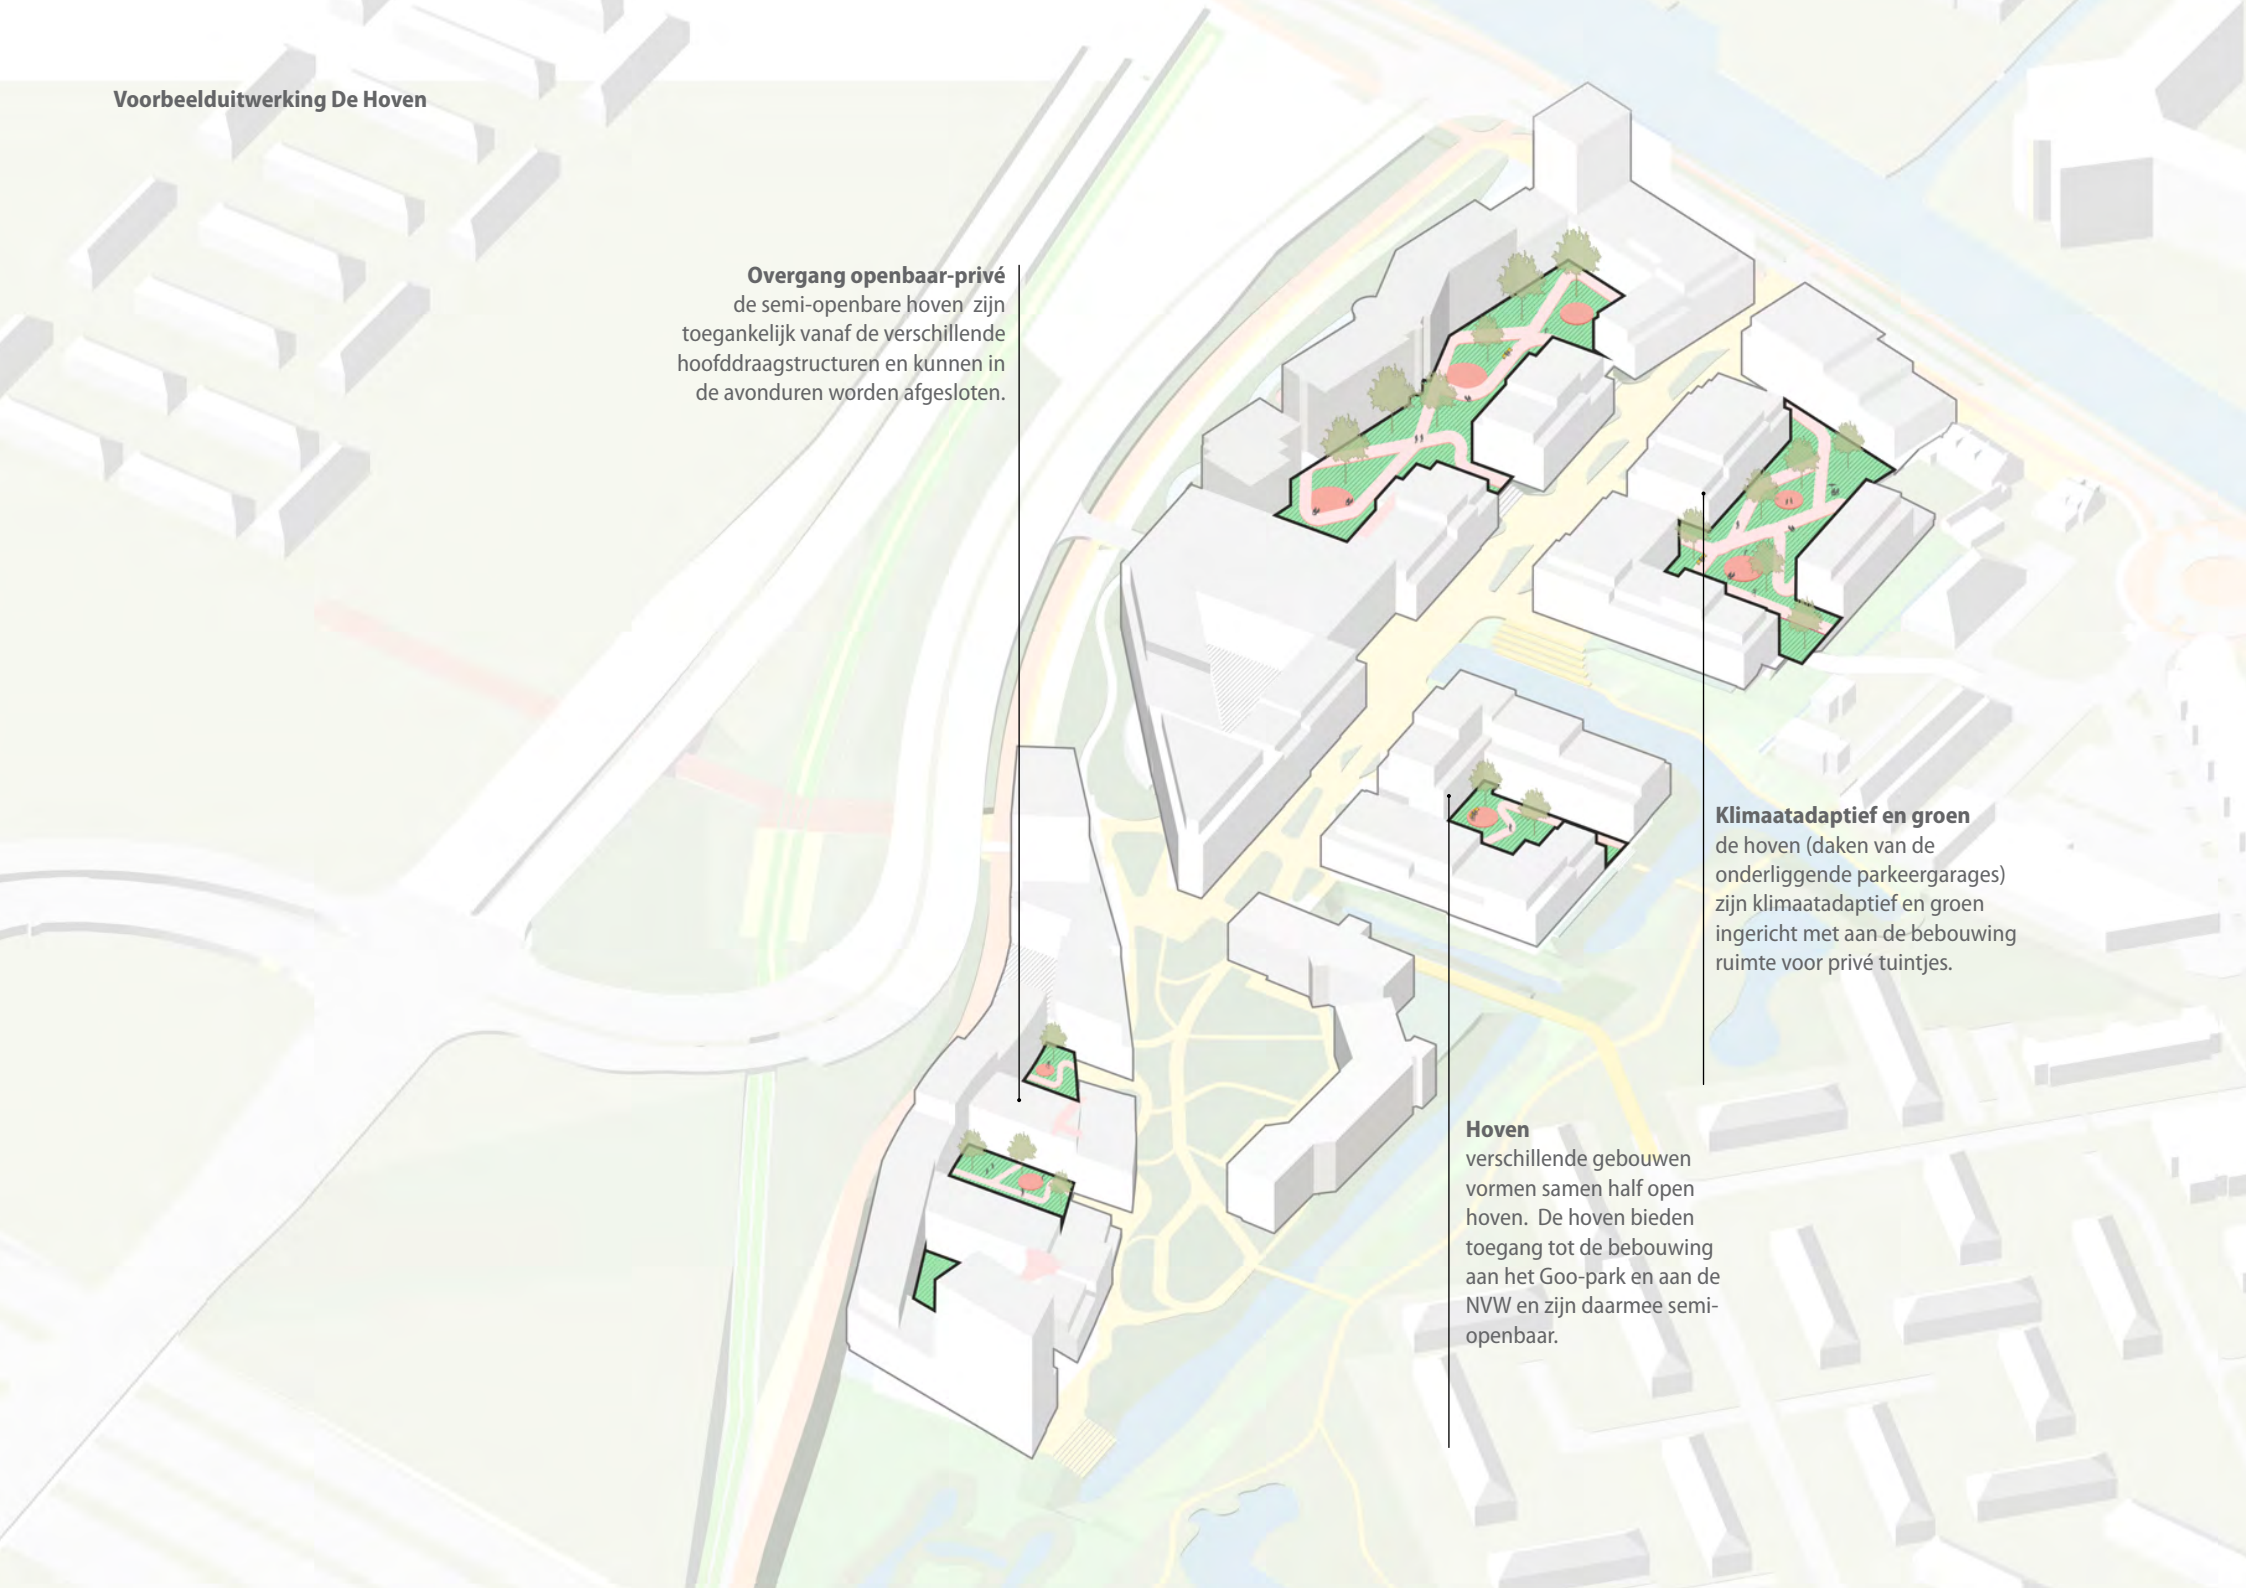 Voorbeelduitwerking De Hoven
Overgang openbaar-privé
de semi-openbare hoven zijn
toegankelijk vanaf de verschillende
hoofddraagstructuren en kunnen in
de avonduren worden afgesloten.
Klimaatadaptief en groen
de hoven (daken van de
onderliggende parkeergarages)
zijn klimaatadaptief en groen
ingericht met aan de bebouwing
ruimte voor privé tuintjes.
Hoven
verschillende gebouwen
vormen samen half open
hoven. De hoven bieden
toegang tot de bebouwing
aan het Goo-park en aan de
NVW en zijn daarmee semi-
openbaar.